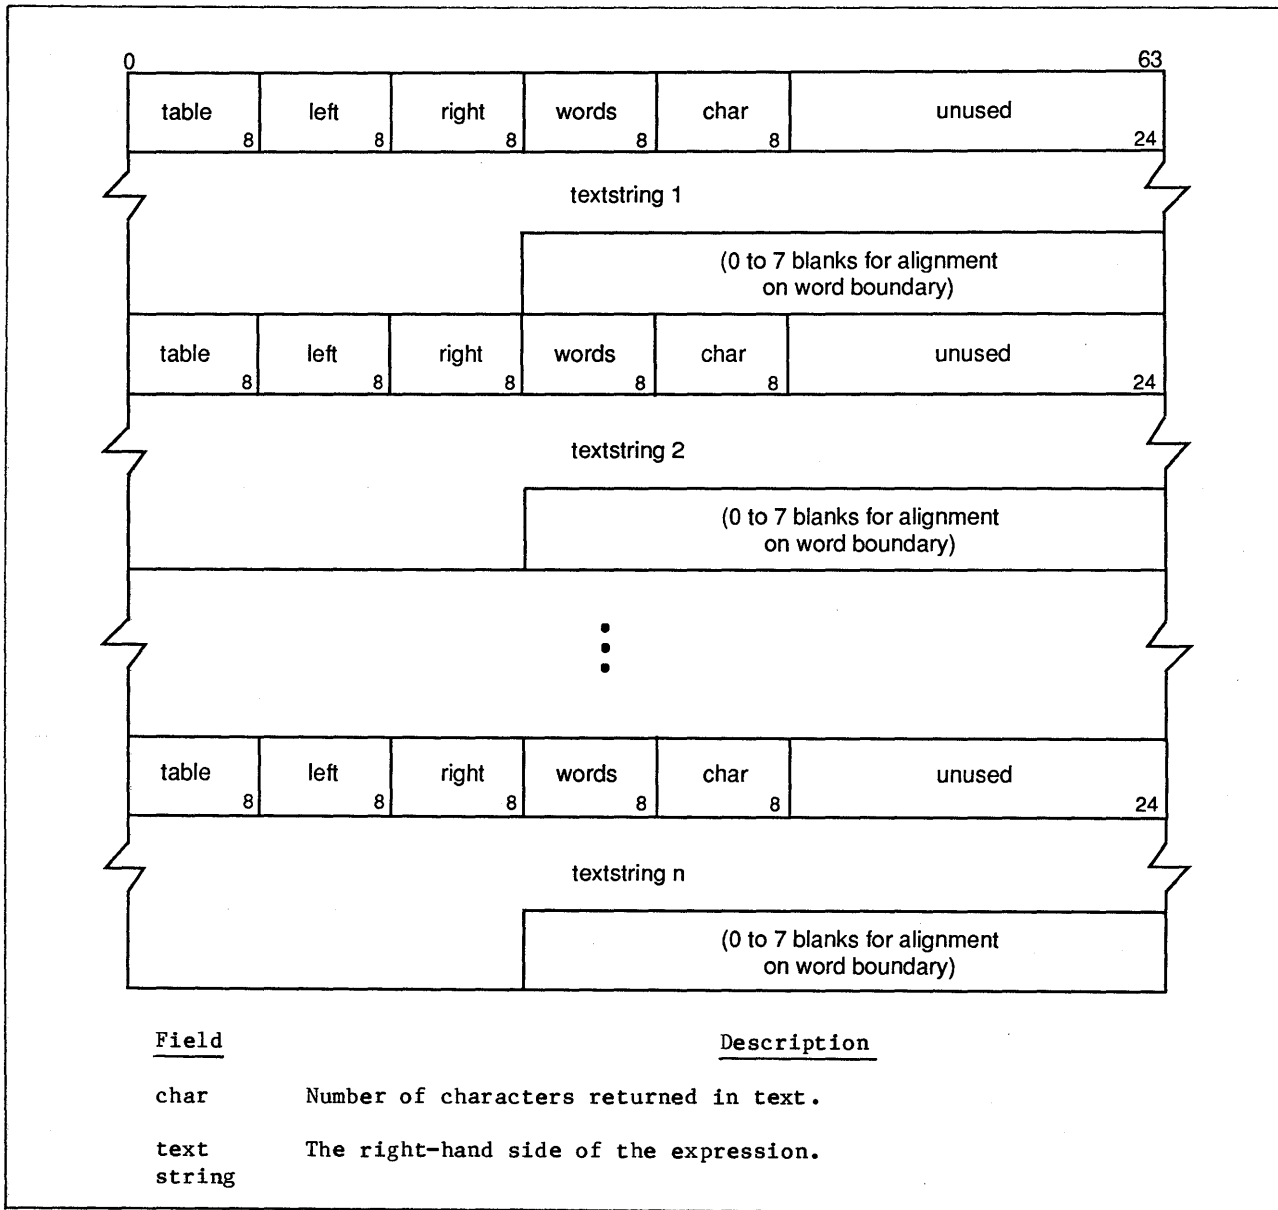 0 63
table left right words char unused
8 8 8 8 8 24
textstring 1
(0 to 7 blanks for alignment
on word boundary)
table left right words char unused
8 8 8 8 8 24
textstring 2
(0 to 7 blanks for alignment
on word boundary)
table left right words char unused
8 8 8 8 8 24
textstring n
(0 to 7 blanks for alignment
on word boundary)
Field Description
char Number of characters returned in text.
text The right-hand side of the expression.
string